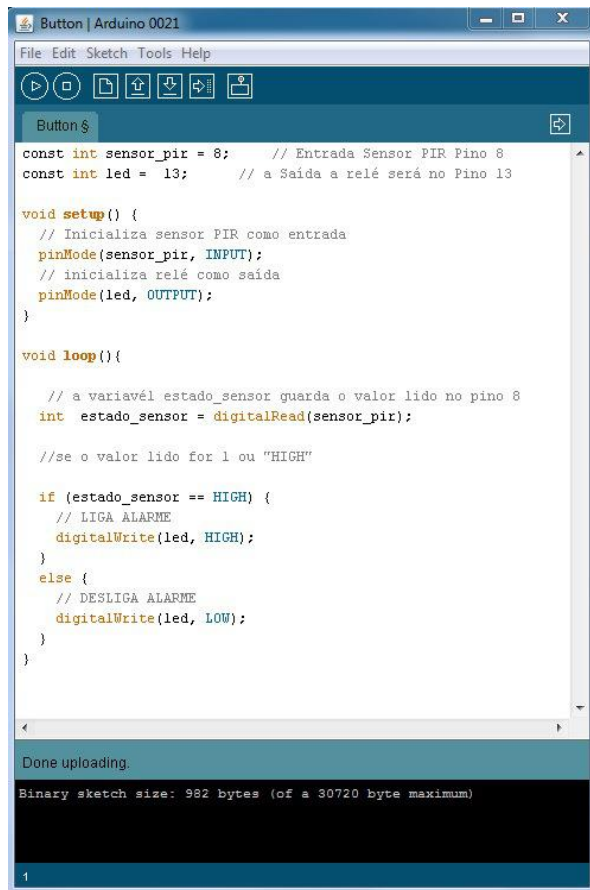 Button | Arduino 0021
File Edit Sketch Tools Help
Button §
const int sensor_pir = 8;     // Entrada Sensor PIR Pino 8
const int led =  13;      // a Saída a relé será no Pino 13
void setup() {
  // Inicializa sensor PIR como entrada
  pinMode(sensor_pir, INPUT);
  // inicializa relé como saída
  pinMode(led, OUTPUT);
}
void loop(){
   // a variavél estado_sensor guarda o valor lido no pino 8
  int  estado_sensor = digitalRead(sensor_pir);
  //se o valor lido for 1 ou "HIGH"
  if (estado_sensor == HIGH) {
    // LIGA ALARME
    digitalWrite(led, HIGH);
  }
  else {
    // DESLIGA ALARME
    digitalWrite(led, LOW);
  }
}
Done uploading.
Binary sketch size: 982 bytes (of a 30720 byte maximum)
1